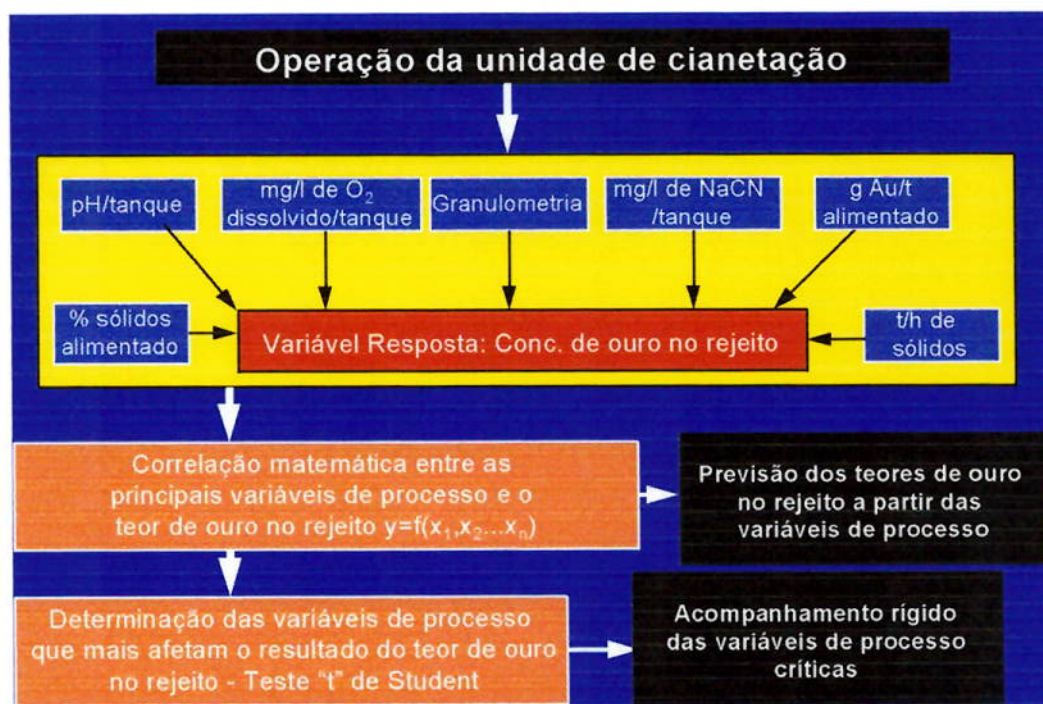 Operação da unidade de cianetação
pH/tanque
mg/l de O₂
dissolvido/tanque
Granulometria
mg/l de NaCN
/tanque
g Au/t
alimentado
% sólidos
alimentado
Variável Resposta: Conc. de ouro no rejeito
t/h de
sólidos
Correlação matemática entre as
principais variáveis de processo e o
teor de ouro no rejeito y=f(x₁,x₂...xₙ)
Previsão dos teores de ouro
no rejeito a partir das
variáveis de processo
Determinação das variáveis de processo
que mais afetam o resultado do teor de ouro
no rejeito - Teste “t” de Student
Acompanhamento rígido
das variáveis de processo
críticas